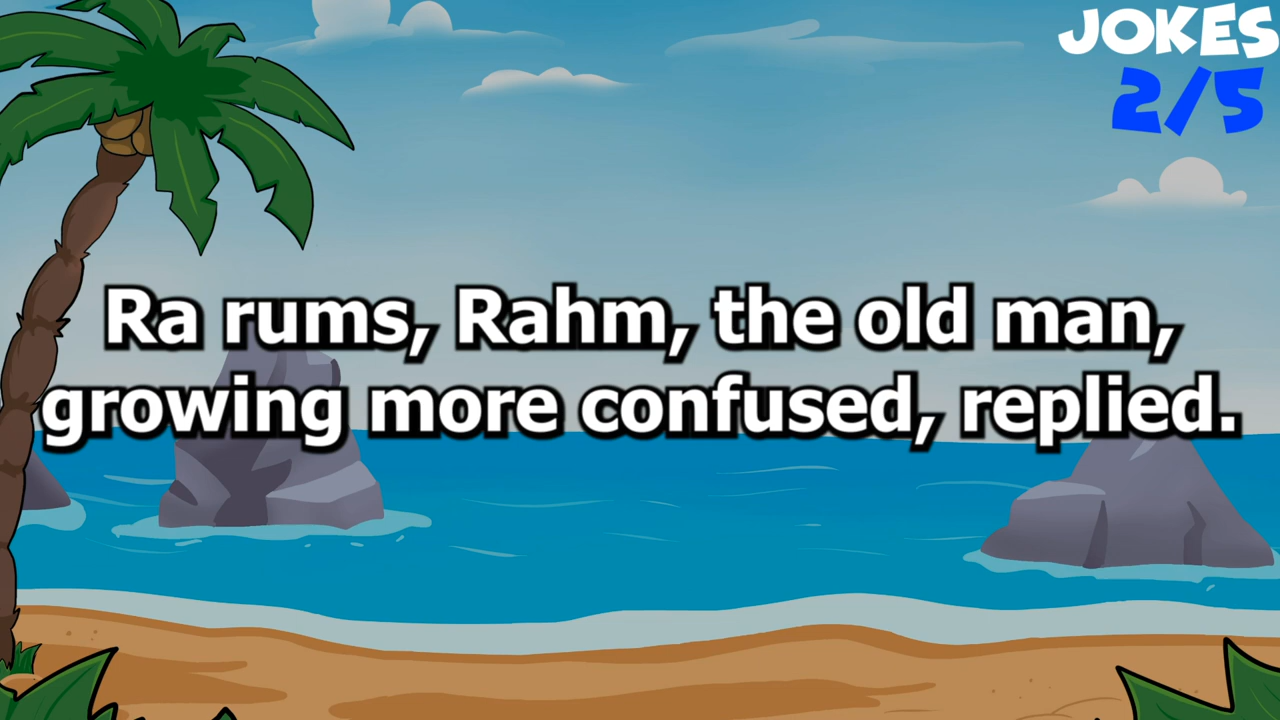 JOKES
2/5
Ra rums, Rahm, the old man,
growing more confused, replied.